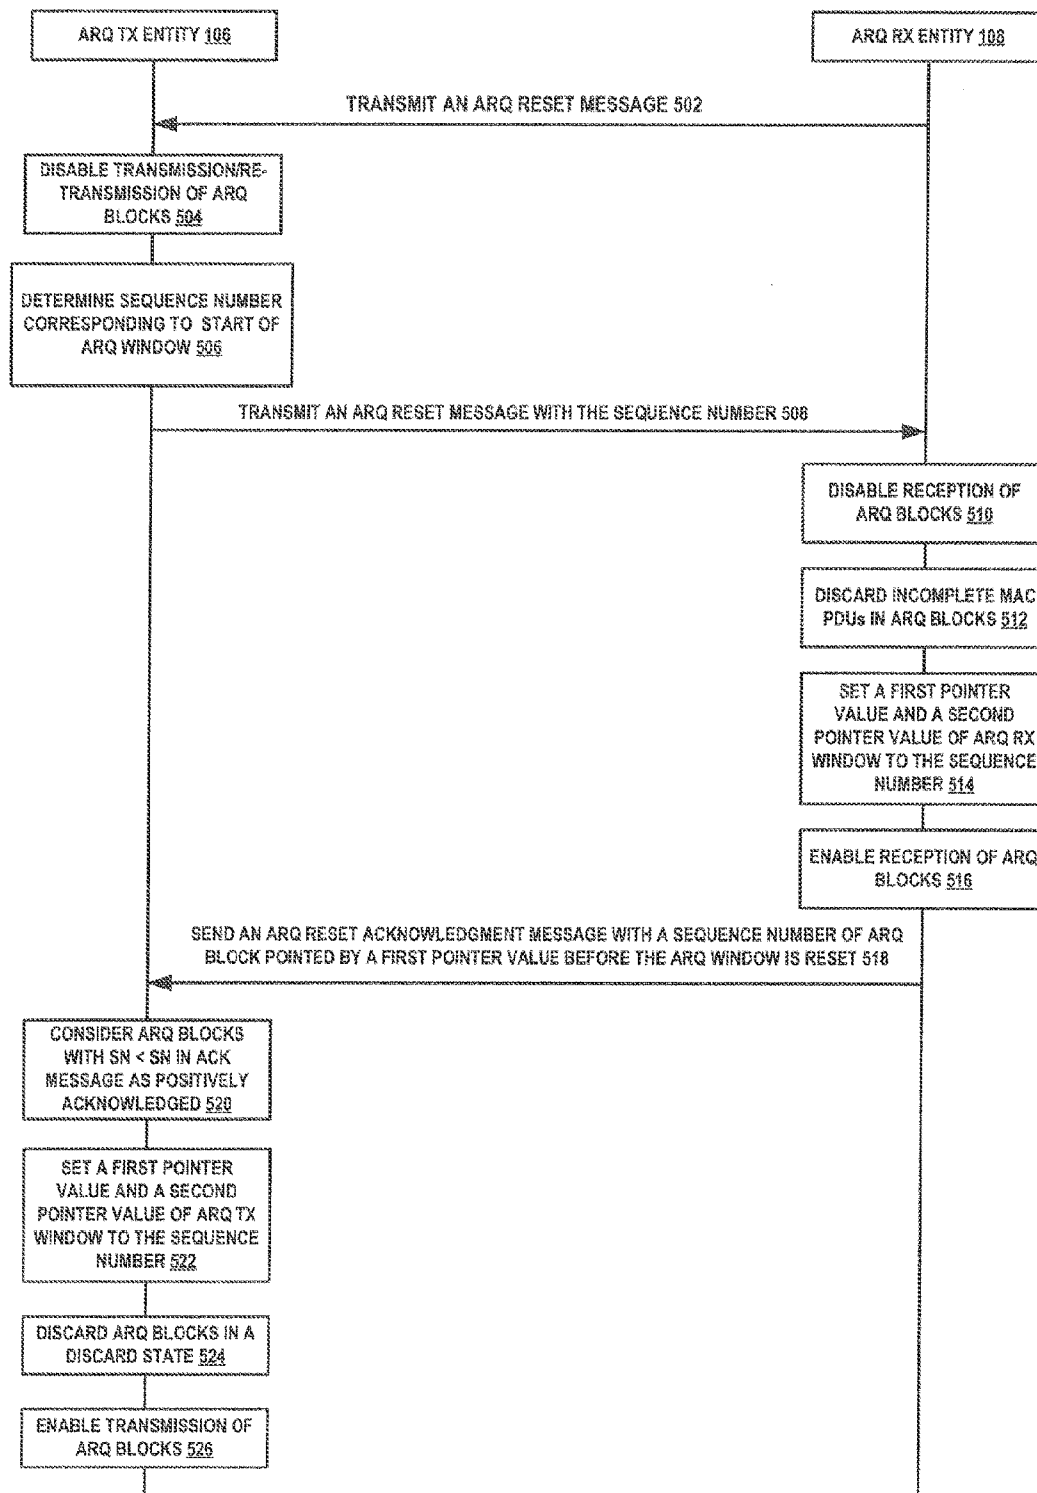 ARQ TX ENTITY 106
ARQ RX ENTITY 108
TRANSMIT AN ARQ RESET MESSAGE 502
DISABLE TRANSMISSION/RE-
TRANSMISSION OF ARQ
BLOCKS 504
DETERMINE SEQUENCE NUMBER
CORRESPONDING TO START OF
ARQ WINDOW 506
TRANSMIT AN ARQ RESET MESSAGE WITH THE SEQUENCE NUMBER 508
DISABLE RECEPTION OF
ARQ BLOCKS 510
DISCARD INCOMPLETE MAC
PDUs IN ARQ BLOCKS 512
SET A FIRST POINTER
VALUE AND A SECOND
POINTER VALUE OF ARQ RX
WINDOW TO THE SEQUENCE
NUMBER 514
ENABLE RECEPTION OF ARQ
BLOCKS 516
SEND AN ARQ RESET ACKNOWLEDGMENT MESSAGE WITH A SEQUENCE NUMBER OF ARQ
BLOCK POINTED BY A FIRST POINTER VALUE BEFORE THE ARQ WINDOW IS RESET 518
CONSIDER ARQ BLOCKS
WITH SN < SN IN ACK
MESSAGE AS POSITIVELY
ACKNOWLEDGED 520
SET A FIRST POINTER
VALUE AND A SECOND
POINTER VALUE OF ARQ TX
WINDOW TO THE SEQUENCE
NUMBER 522
DISCARD ARQ BLOCKS IN A
DISCARD STATE 524
ENABLE TRANSMISSION OF
ARQ BLOCKS 526